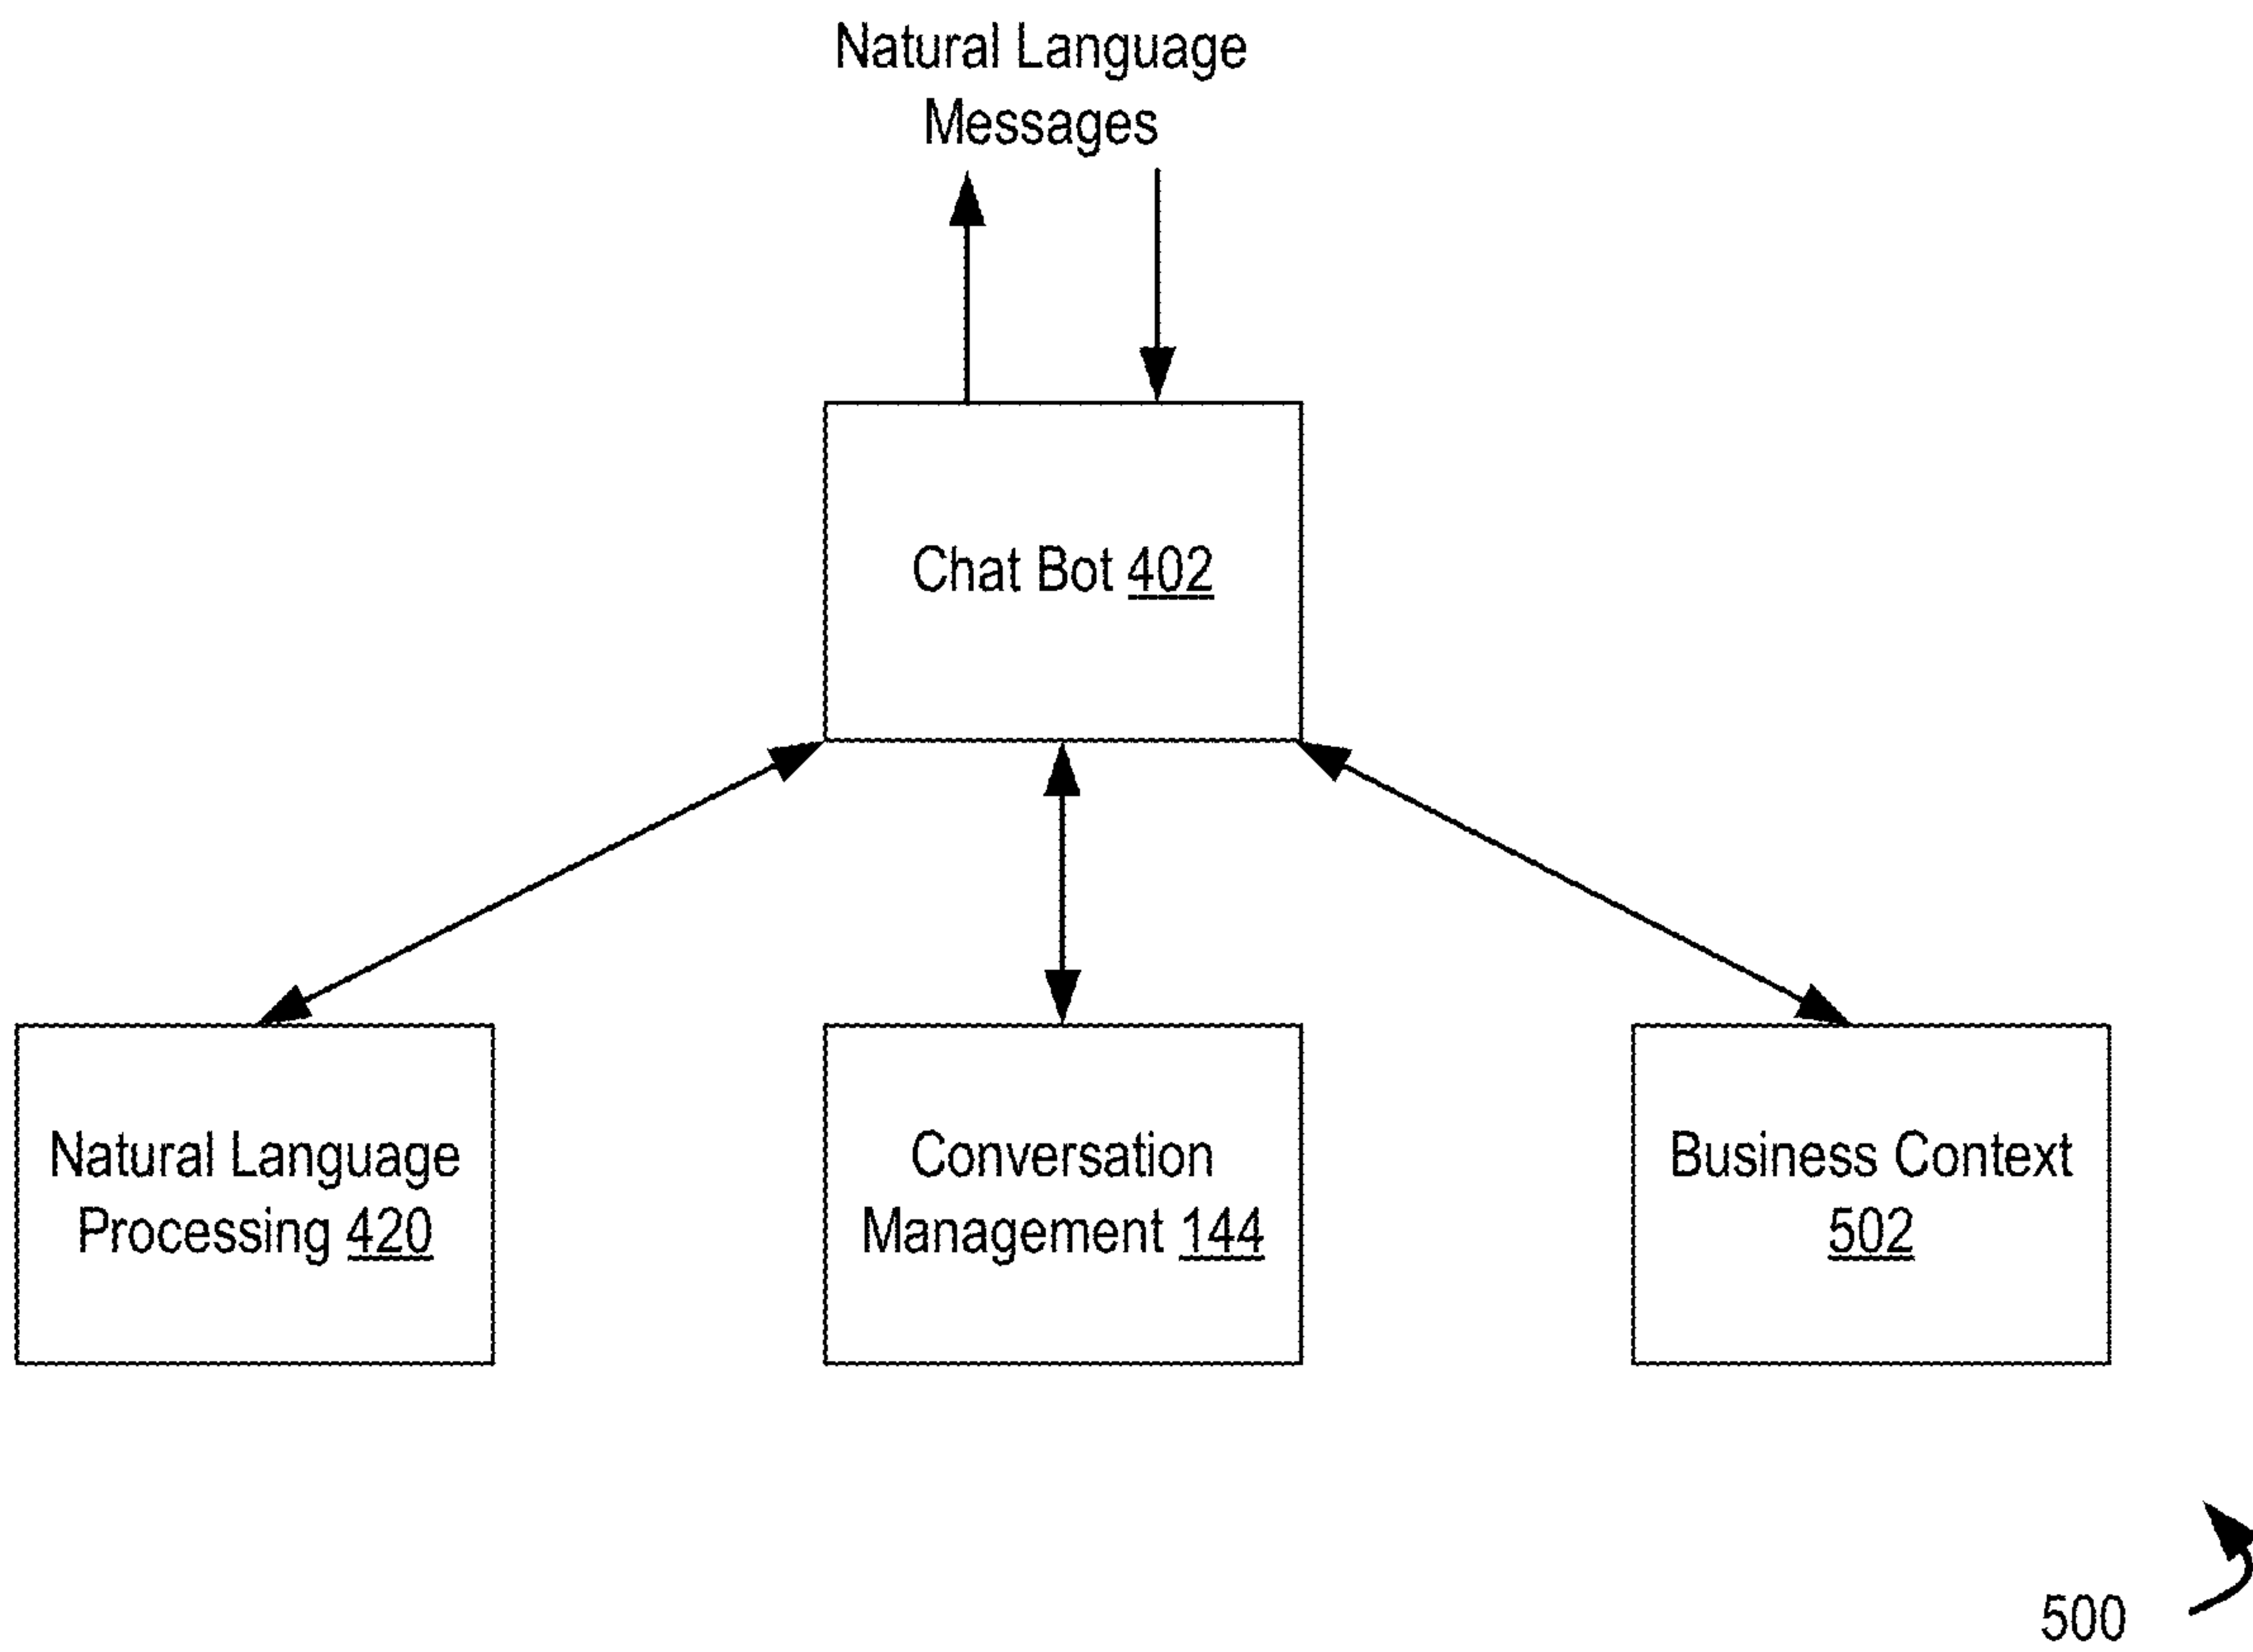 Natural Language
Messages
Chat Bot 402
Natural Language
Processing 420
Conversation
Management 144
Business Context
502
500